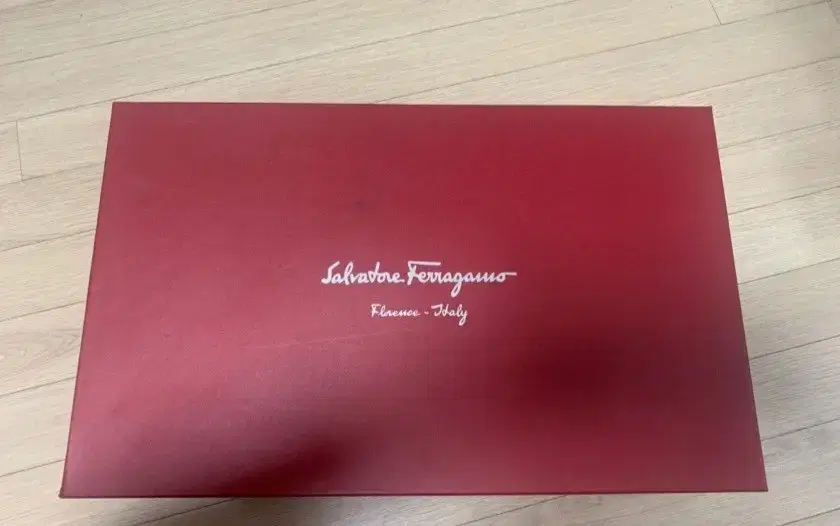 Salvatore Ferragamo
Florence - Italy